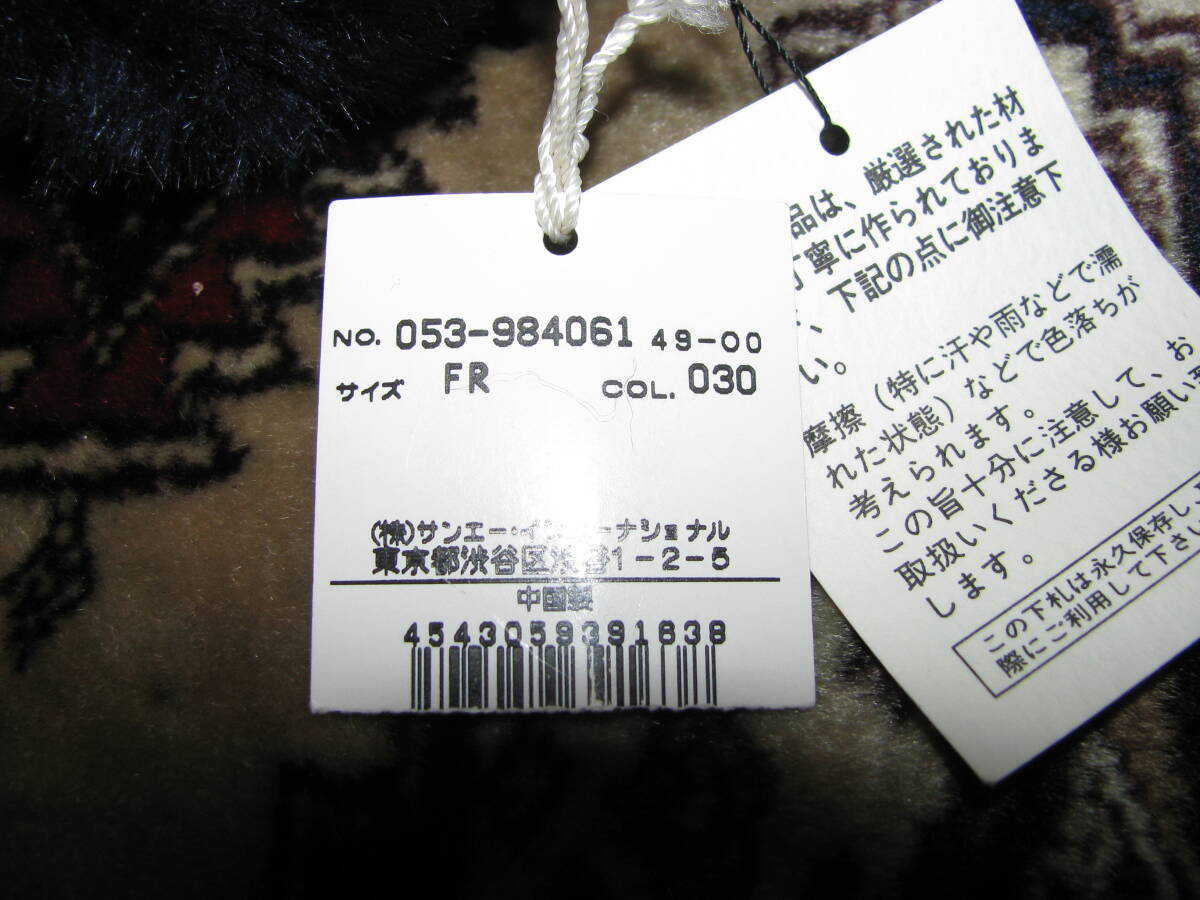 NO. 053-984061 49-00
サイズ FR COL. 030
(株)サンエー・インターナショナル
東京都渋谷区渋谷1-2-5
中国製
4543059391638
品は、厳選された材
丁寧に作られておりま
、下記の点に御注意下
い。
摩擦（特に汗や雨などで濡
れた状態）などで色落ちが
考えられます。
この旨十分に注意して、お
取扱いくださる様お願い致
します。
この下札は永久保存し、
際にご利用して下さい